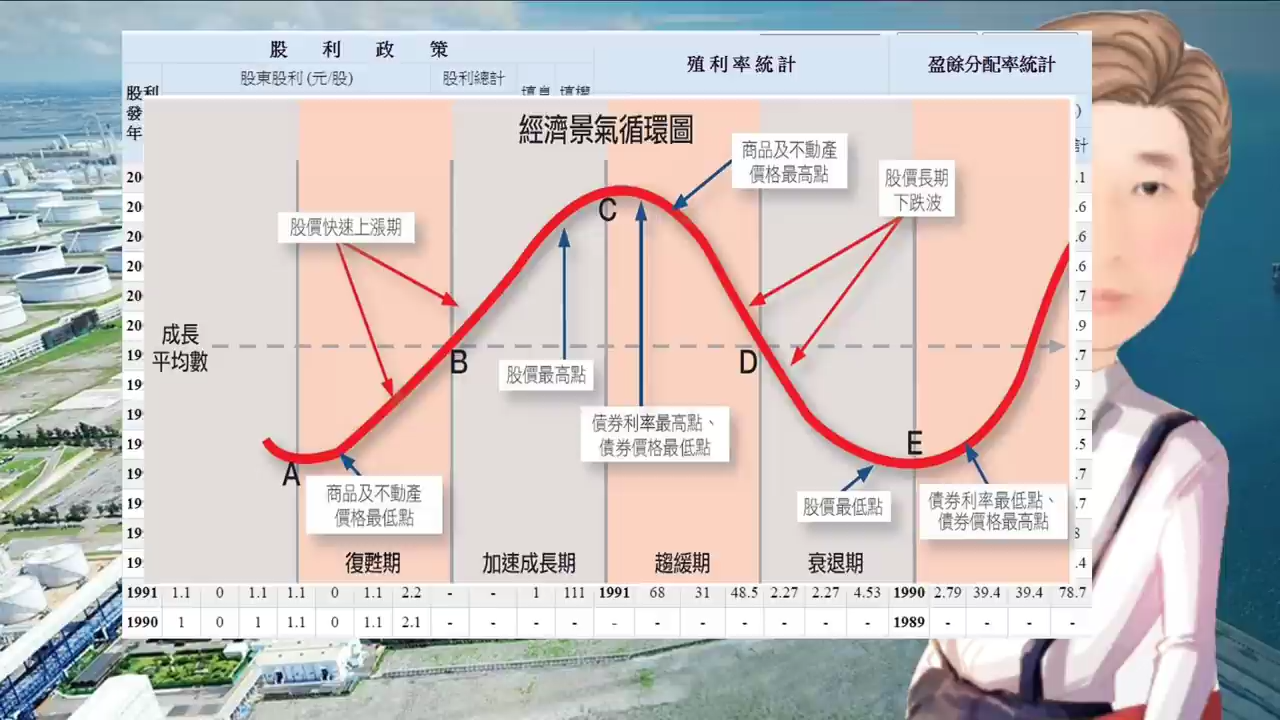 股利政策
殖利率統計
盈餘分配率統計
股東股利 (元/股)
股利總計
股利
發
年
經濟景氣循環圖
商品及不動產
價格最高點
股價長期
下跌波
股價快速上漲期
C
成長
平均數
B
D
股價最高點
債券利率最高點、
債券價格最低點
A
E
商品及不動產
價格最低點
股價最低點
債券利率最低點、
債券價格最高點
復甦期
加速成長期
趨緩期
衰退期
1991 1.1 0 1.1 1.1 0 1.1 2.2 - - 1 111 1991 68 31 48.5 2.27 2.27 4.53 1990 2.79 39.4 39.4 78.7
1990 1 0 1 1.1 0 1.1 2.1 - - - - - - - - - - - 1989 - - - -